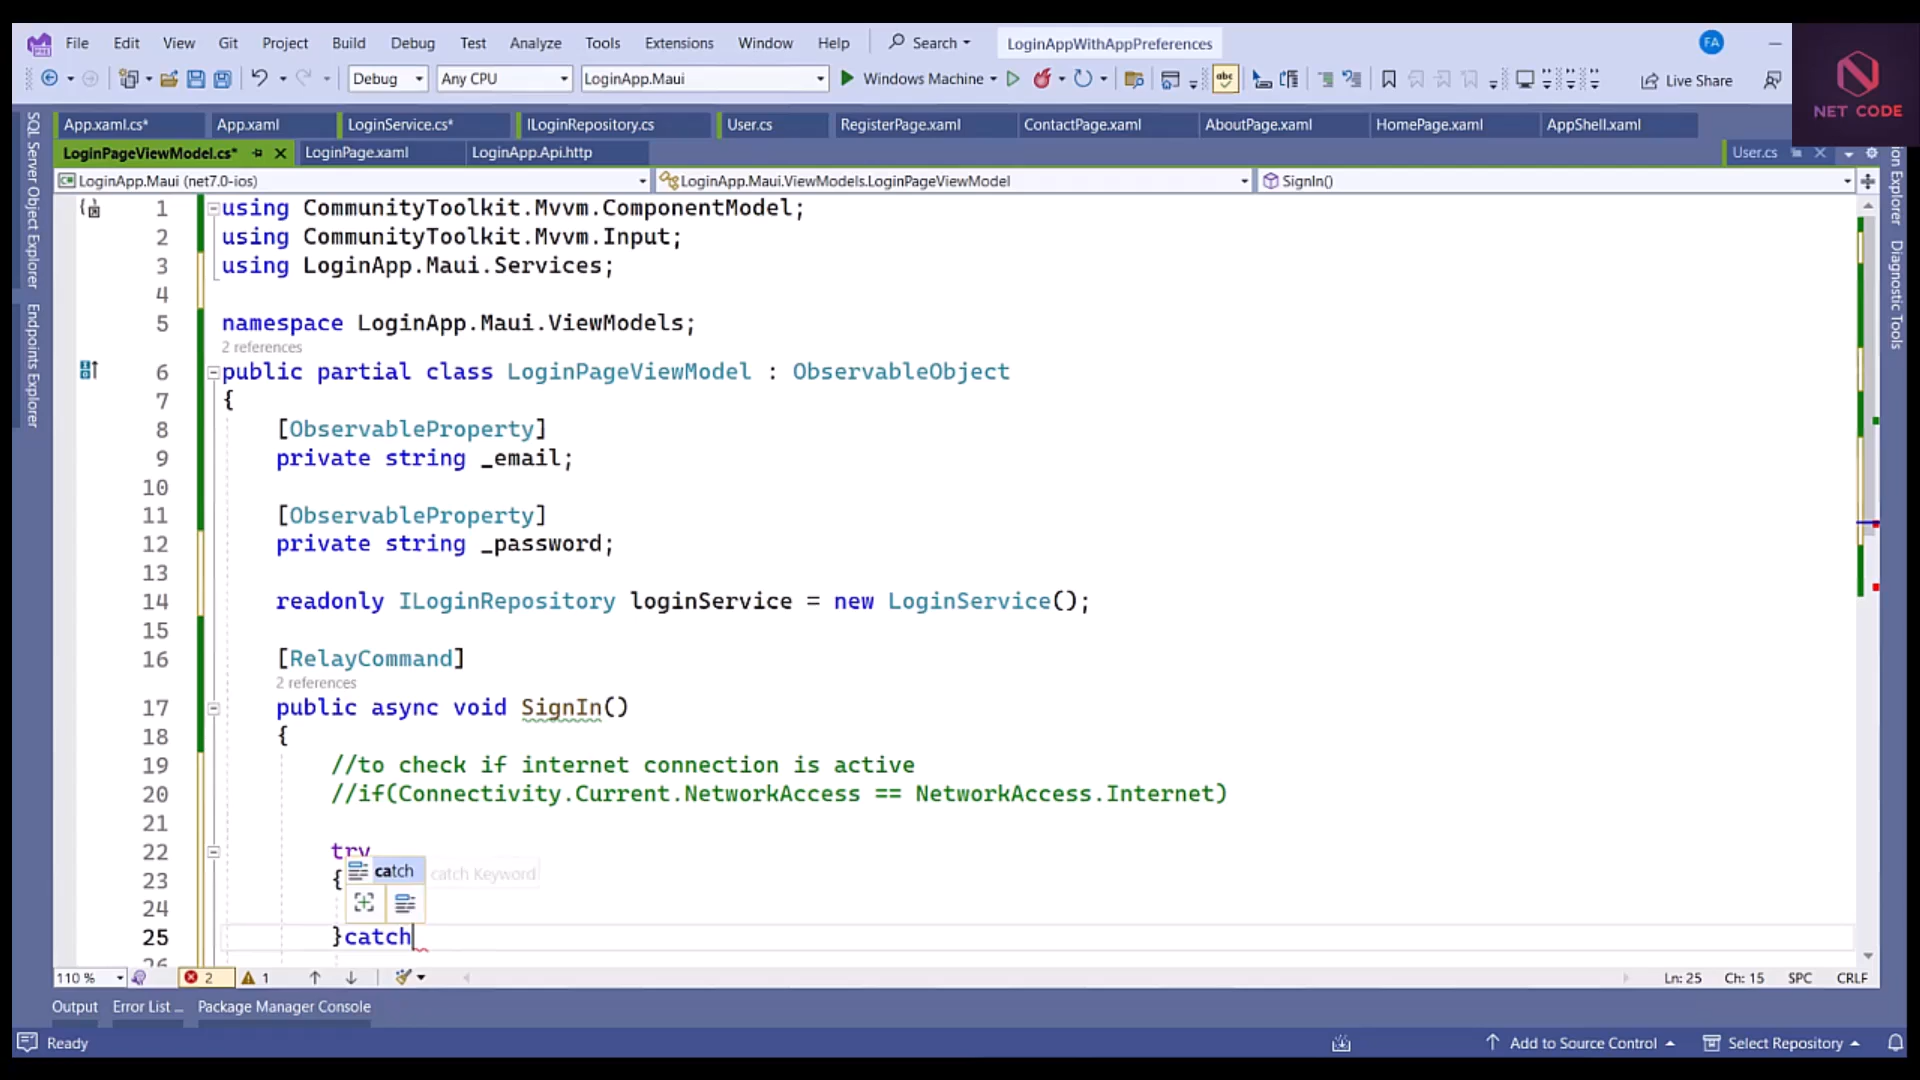 File Edit View Git Project Build Debug Test Analyze Tools Extensions Window Help Search LoginAppWithAppPreferences FA
Debug Any CPU LoginApp.Maui Windows Machine abc Live Share
NET CODE
App.xaml.cs* App.xaml LoginService.cs* ILoginRepository.cs User.cs RegisterPage.xaml ContactPage.xaml AboutPage.xaml HomePage.xaml AppShell.xaml
LoginPageViewModel.cs* LoginPage.xaml LoginApp.Api.http User.cs
LoginApp.Maui (net7.0-ios) LoginApp.Maui.ViewModels.LoginPageViewModel SignIn()
SQL Server Object Explorer
Endpoints Explorer
Explorer
Diagnostic Tools
1 using CommunityToolkit.Mvvm.ComponentModel;
2 using CommunityToolkit.Mvvm.Input;
3 using LoginApp.Maui.Services;
4
5 namespace LoginApp.Maui.ViewModels;
2 references
6 public partial class LoginPageViewModel : ObservableObject
7 {
8 [ObservableProperty]
9 private string _email;
10
11 [ObservableProperty]
12 private string _password;
13
14 readonly ILoginRepository loginService = new LoginService();
15
16 [RelayCommand]
2 references
17 public async void SignIn()
18 {
19 //to check if internet connection is active
20 //if(Connectivity.Current.NetworkAccess == NetworkAccess.Internet)
21
22 try
catch catch Keyword
23 {
24
25 }catch
26
110 % 2 1 Ln: 25 Ch: 15 SPC CRLF
Output Error List ... Package Manager Console
Ready Add to Source Control Select Repository